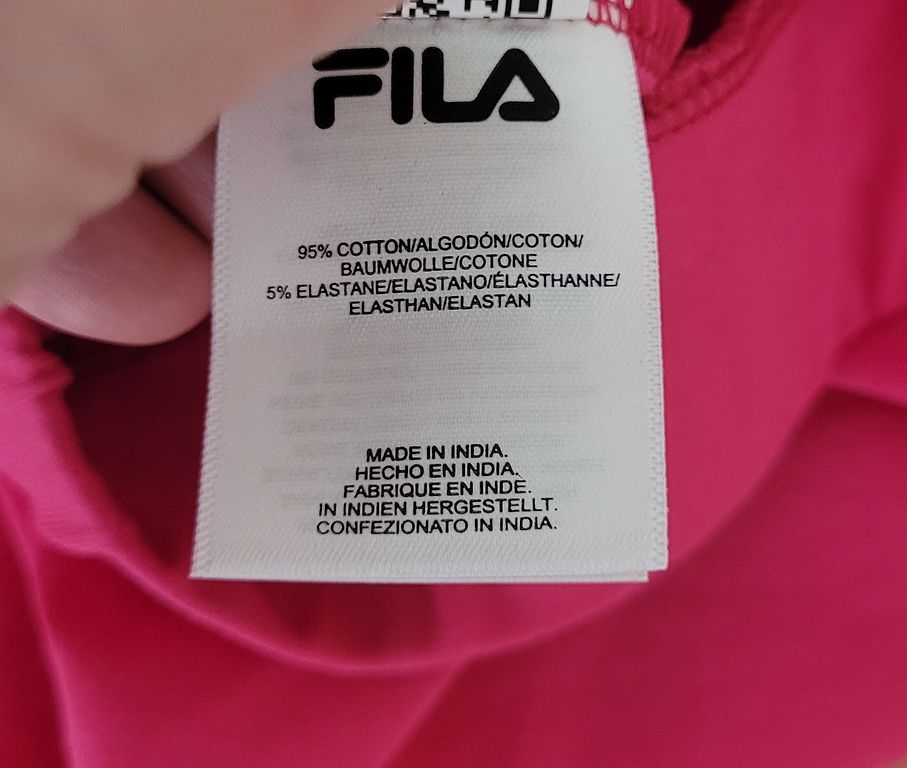 FILA
95% COTTON/ALGODÓN/COTON/
BAUMWOLLE/COTONE
5% ELASTANE/ELASTANO/ÉLASTHANNE/
ELASTHAN/ELASTAN
MADE IN INDIA.
HECHO EN INDIA.
FABRIQUE EN INDE.
IN INDIEN HERGESTELLT.
CONFEZIONATO IN INDIA.